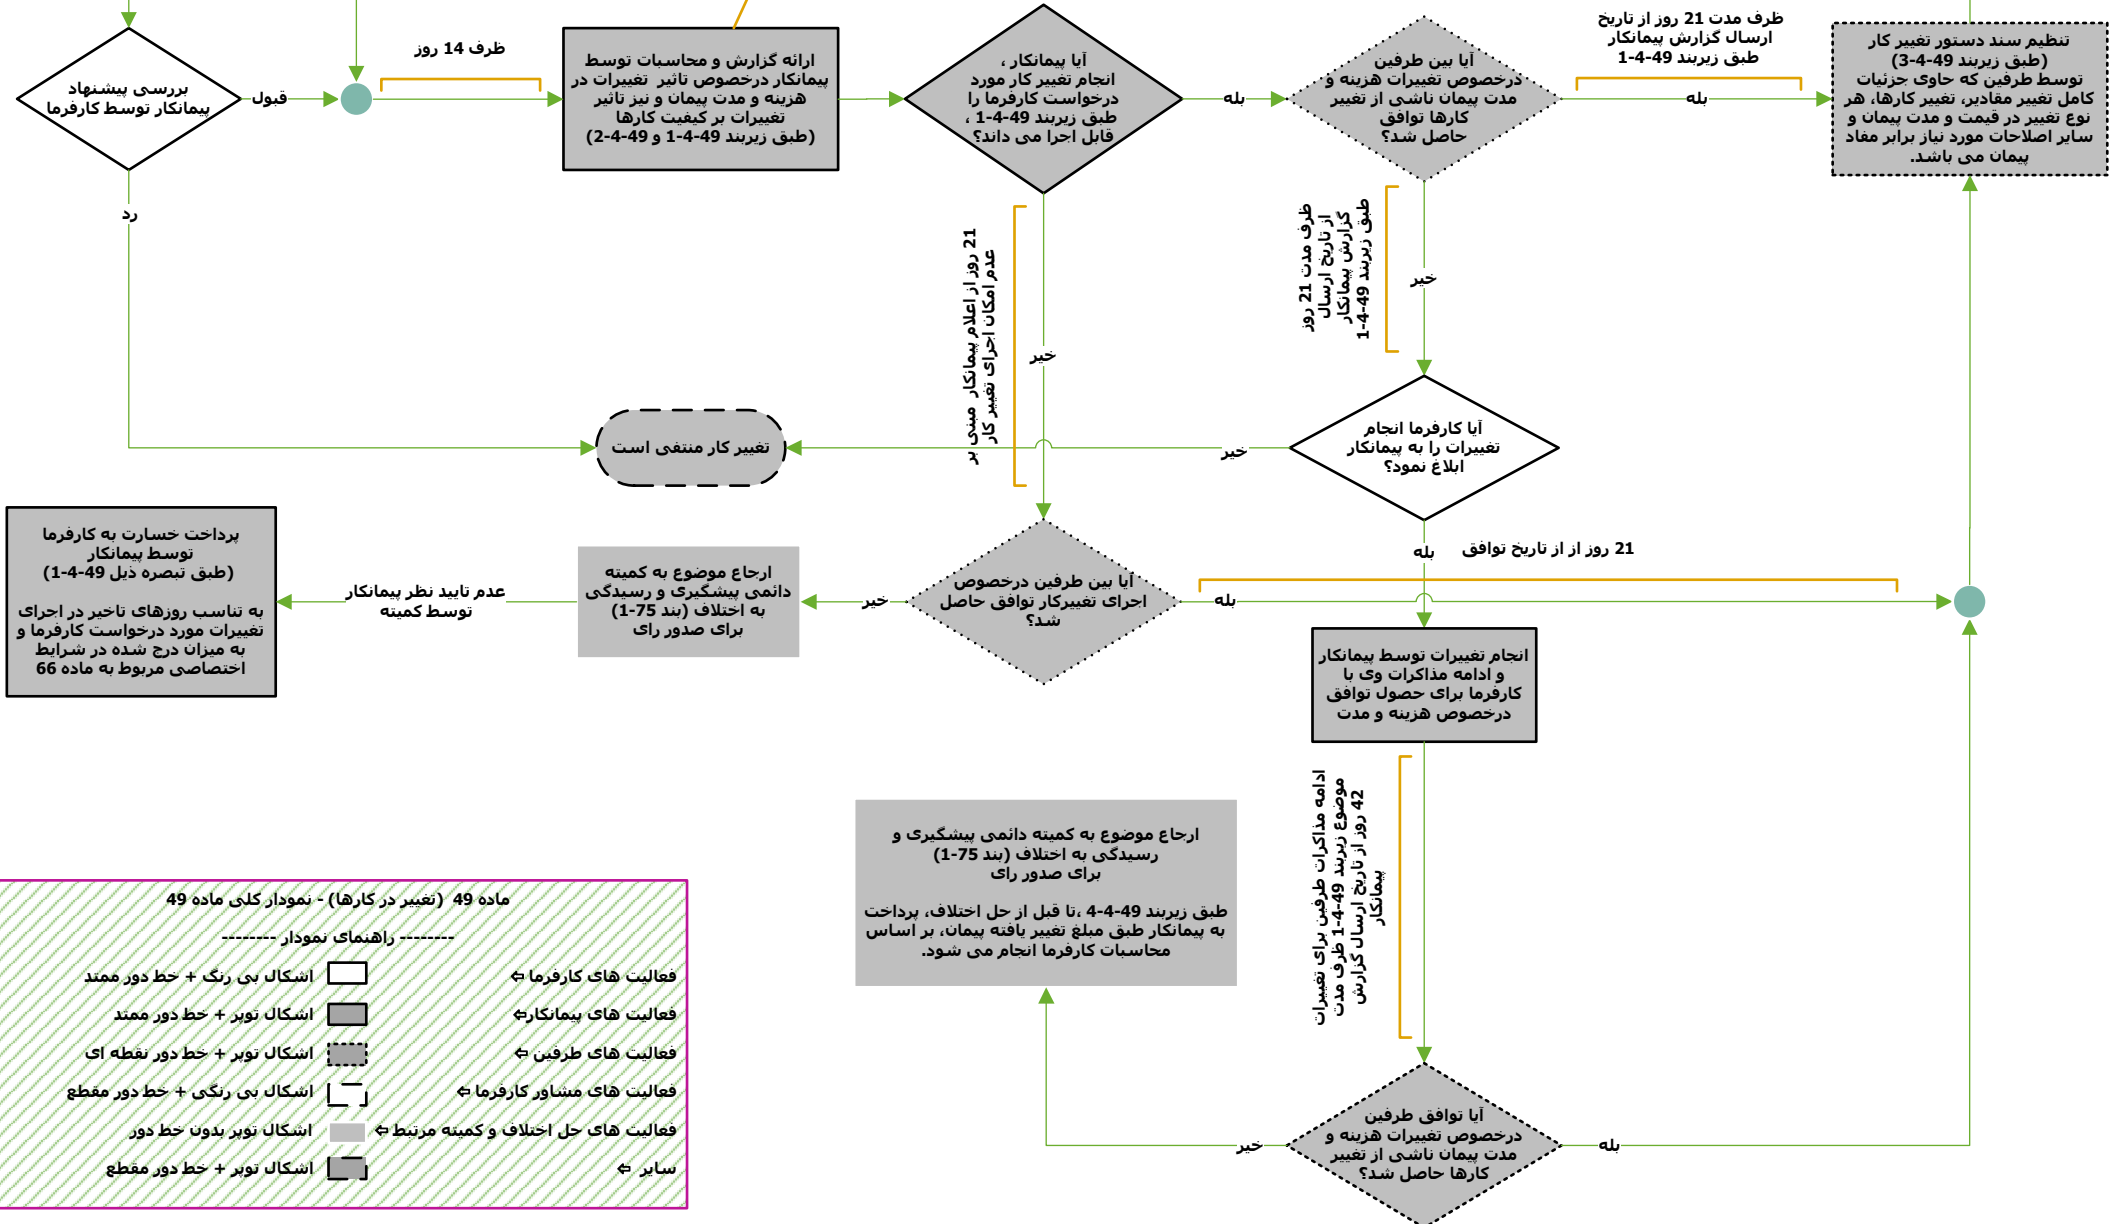 بررسی پیشنهاد
پیمانکار توسط کارفرما
قبول
رد
ظرف 14 روز
ارائه گزارش و محاسبات توسط
پیمانکار درخصوص تاثیر تغییرات در
هزینه و مدت پیمان و نیز تاثیر
تغییرات بر کیفیت کارها
(طبق زیربند 49-4-1 و 49-4-2)
آیا پیمانکار ،
انجام تغییر کار مورد
درخواست کارفرما را
طبق زیربند 49-4-1 ،
قابل اجرا می داند؟
بله
خیر
آیا بین طرفین
درخصوص تغییرات هزینه و
مدت پیمان ناشی از تغییر
کارها توافق
حاصل شد؟
ظرف مدت 21 روز از تاریخ
ارسال گزارش پیمانکار
طبق زیربند 49-4-1
بله
تنظیم سند دستور تغییر کار
(طبق زیربند 49-4-3)
توسط طرفین که حاوی جزئیات
کامل تغییر مقادیر، تغییر کارها، هر
نوع تغییر در قیمت و مدت پیمان و
سایر اصلاحات مورد نیاز برابر مفاد
پیمان می باشد.
ظرف مدت 21 روز
از تاریخ ارسال
گزارش پیمانکار
طبق زیربند 49-4-1
خیر
21 روز از اعلام پیمانکار مبنی بر
عدم امکان اجرای تغییر کار
آیا کارفرما انجام
تغییرات را به پیمانکار
ابلاغ نمود؟
خیر
بله
تغییر کار منتفی است
آیا بین طرفین درخصوص
اجرای تغییرکار توافق حاصل
شد؟
21 روز از از تاریخ توافق
بله
خیر
ارجاع موضوع به کمیته
دائمی پیشگیری و رسیدگی
به اختلاف (بند 75-1)
برای صدور رای
عدم تایید نظر پیمانکار
توسط کمیته
پرداخت خسارت به کارفرما
توسط پیمانکار
(طبق تبصره ذیل 49-4-1)
به تناسب روزهای تاخیر در اجرای
تغییرات مورد درخواست کارفرما و
به میزان درج شده در شرایط
اختصاصی مربوط به ماده 66
انجام تغییرات توسط پیمانکار
و ادامه مذاکرات وی با
کارفرما برای حصول توافق
درخصوص هزینه و مدت
ادامه مذاکرات طرفین برای تغییرات
موضوع زیربند 49-4-1 ظرف مدت
42 روز از تاریخ ارسال گزارش
پیمانکار
آیا توافق طرفین
درخصوص تغییرات هزینه و
مدت پیمان ناشی از تغییر
کارها حاصل شد؟
بله
خیر
ارجاع موضوع به کمیته دائمی پیشگیری و
رسیدگی به اختلاف (بند 75-1)
برای صدور رای
طبق زیربند 49-4-4 ،تا قبل از حل اختلاف، پرداخت
به پیمانکار طبق مبلغ تغییر یافته پیمان، بر اساس
محاسبات کارفرما انجام می شود.
ماده 49 (تغییر در کارها) - نمودار کلی ماده 49
-------- راهنمای نمودار --------
فعالیت های کارفرما ⇦ اشکال بی رنگ + خط دور ممتد
فعالیت های پیمانکار⇦ اشکال توپر + خط دور ممتد
فعالیت های طرفین ⇦ اشکال توپر + خط دور نقطه ای
فعالیت های مشاور کارفرما ⇦ اشکال بی رنگی + خط دور مقطع
فعالیت های حل اختلاف و کمیته مرتبط ⇦ اشکال توپر بدون خط دور
سایر ⇦ اشکال توپر + خط دور مقطع